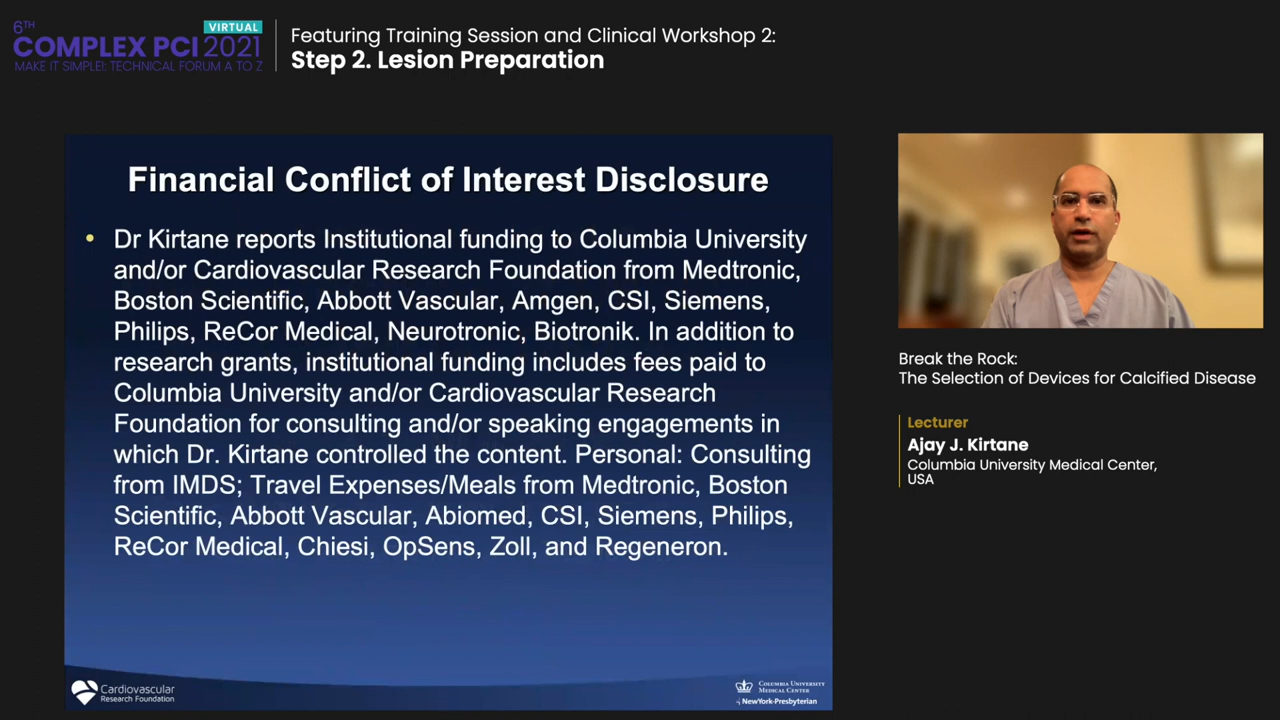 6TH
VIRTUAL
COMPLEX PCI 2021
MAKE IT SIMPLE!: TECHNICAL FORUM A TO Z
Featuring Training Session and Clinical Workshop 2:
Step 2. Lesion Preparation
Financial Conflict of Interest Disclosure
• Dr Kirtane reports Institutional funding to Columbia University
and/or Cardiovascular Research Foundation from Medtronic,
Boston Scientific, Abbott Vascular, Amgen, CSI, Siemens,
Philips, ReCor Medical, Neurotronic, Biotronik. In addition to
research grants, institutional funding includes fees paid to
Columbia University and/or Cardiovascular Research
Foundation for consulting and/or speaking engagements in
which Dr. Kirtane controlled the content. Personal: Consulting
from IMDS; Travel Expenses/Meals from Medtronic, Boston
Scientific, Abbott Vascular, Abiomed, CSI, Siemens, Philips,
ReCor Medical, Chiesi, OpSens, Zoll, and Regeneron.
Cardiovascular
Research Foundation
COLUMBIA UNIVERSITY
MEDICAL CENTER
NewYork-Presbyterian
Break the Rock:
The Selection of Devices for Calcified Disease
Lecturer
Ajay J. Kirtane
Columbia University Medical Center,
USA